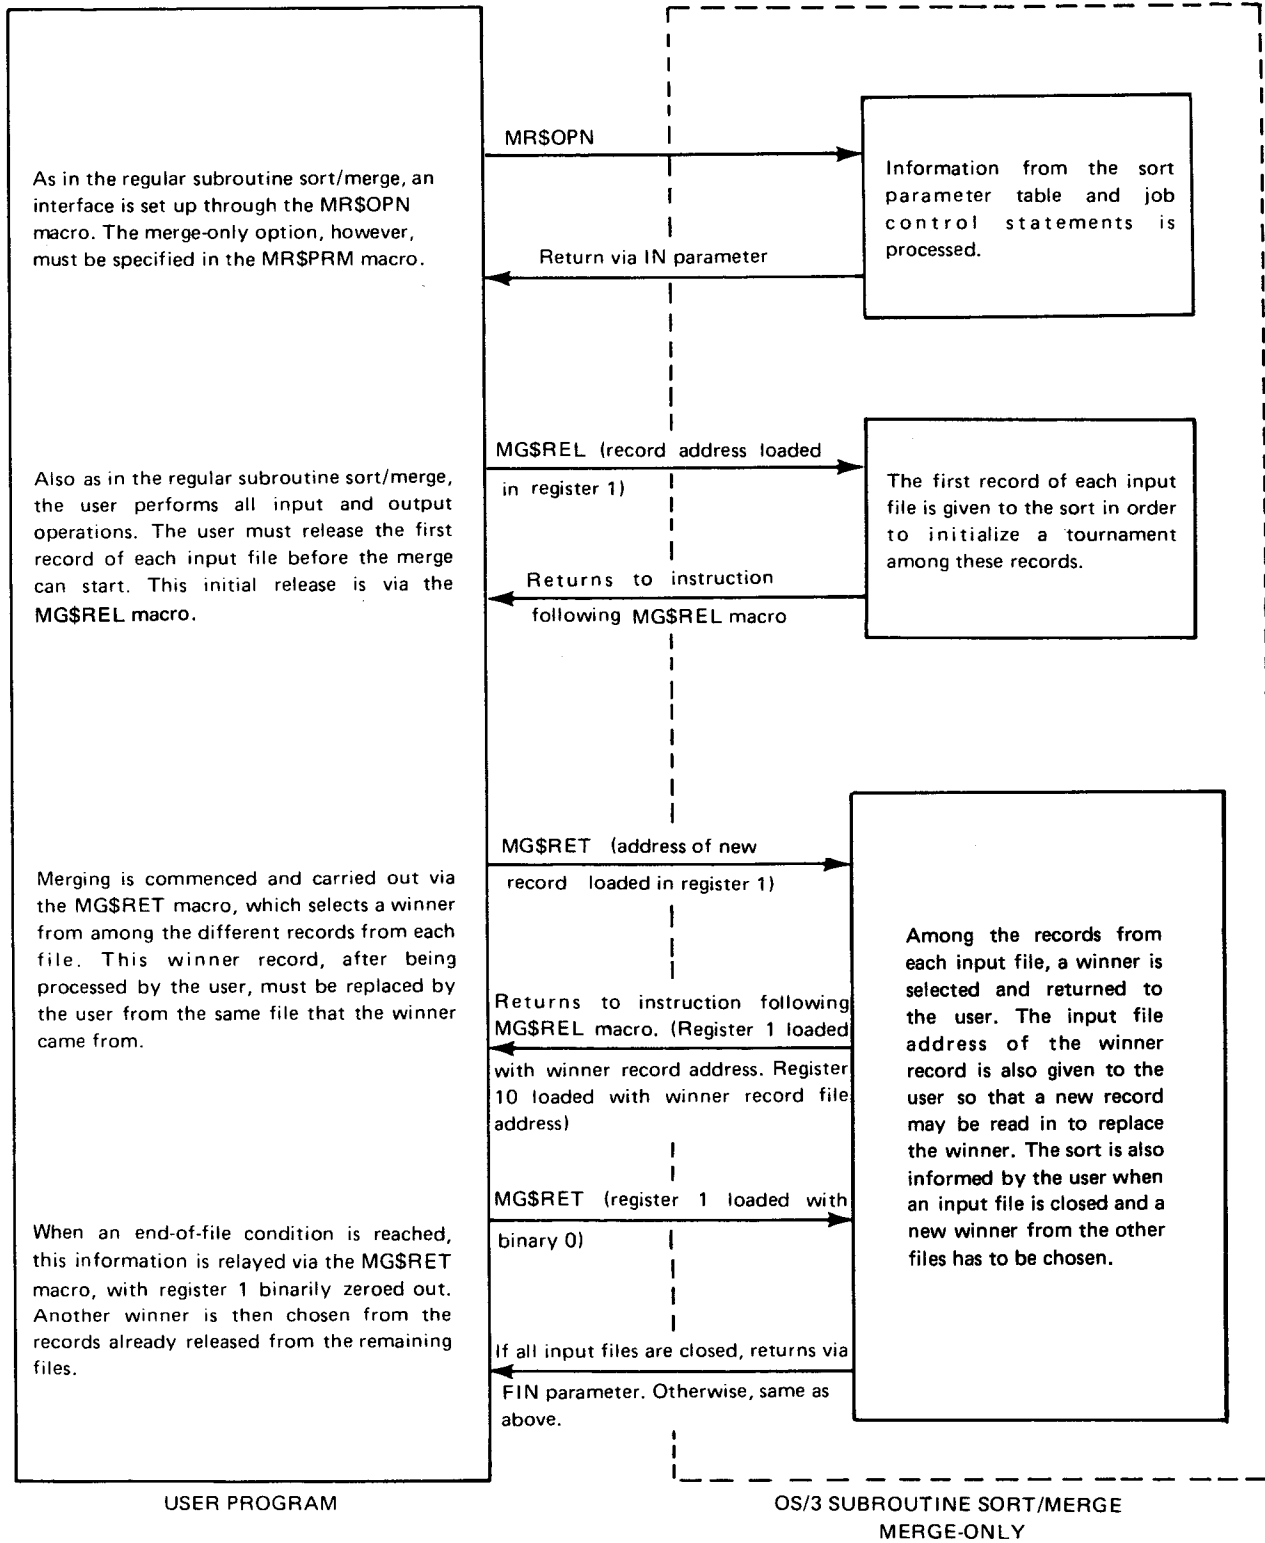 As in the regular subroutine sort/merge, an
interface is set up through the MR$OPN
macro. The merge-only option, however,
must be specified in the MR$PRM macro.
MR$OPN
Return via IN parameter
Information from the sort
parameter table and job
control statements is
processed.
Also as in the regular subroutine sort/merge,
the user performs all input and output
operations. The user must release the first
record of each input file before the merge
can start. This initial release is via the
MG$REL macro.
MG$REL (record address loaded
in register 1)
Returns to instruction
following MG$REL macro
The first record of each input
file is given to the sort in order
to initialize a tournament
among these records.
Merging is commenced and carried out via
the MG$RET macro, which selects a winner
from among the different records from each
file. This winner record, after being
processed by the user, must be replaced by
the user from the same file that the winner
came from.
MG$RET (address of new
record loaded in register 1)
Returns to instruction following
MG$REL macro. (Register 1 loaded
with winner record address. Register
10 loaded with winner record file
address)
Among the records from
each input file, a winner is
selected and returned to
the user. The input file
address of the winner
record is also given to the
user so that a new record
may be read in to replace
the winner. The sort is also
informed by the user when
an input file is closed and a
new winner from the other
files has to be chosen.
When an end-of-file condition is reached,
this information is relayed via the MG$RET
macro, with register 1 binarily zeroed out.
Another winner is then chosen from the
records already released from the remaining
files.
MG$RET (register 1 loaded with
binary 0)
If all input files are closed, returns via
FIN parameter. Otherwise, same as
above.
USER PROGRAM
OS/3 SUBROUTINE SORT/MERGE
MERGE-ONLY